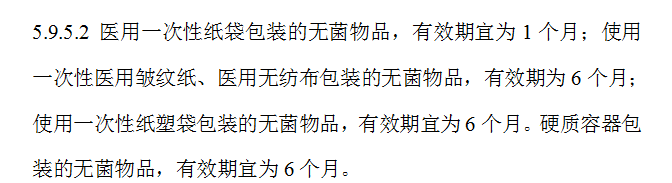 5.9.5.2 医用一次性纸袋包装的无菌物品，有效期宜为 1 个月；使用
一次性医用皱纹纸、医用无纺布包装的无菌物品，有效期为 6 个月；
使用一次性纸塑袋包装的无菌物品，有效期宜为 6 个月。硬质容器包
装的无菌物品，有效期宜为 6 个月。